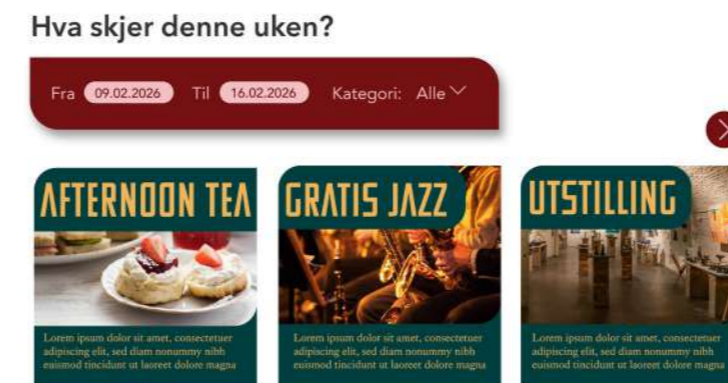 Hva skjer denne uken?
Fra 09.02.2026 Til 16.02.2026 Kategori: Alle
AFTERNOON TEA
Lorem ipsum dolor sit amet, consectetuer
adipiscing elit, sed diam nonummy nibh
euismod tincidunt ut laoreet dolore magna
GRATIS JAZZ
Lorem ipsum dolor sit amet, consectetuer
adipiscing elit, sed diam nonummy nibh
euismod tincidunt ut laoreet dolore magna
UTSTILLING
Lorem ipsum dolor sit amet, consectetuer
adipiscing elit, sed diam nonummy nibh
euismod tincidunt ut laoreet dolore magna